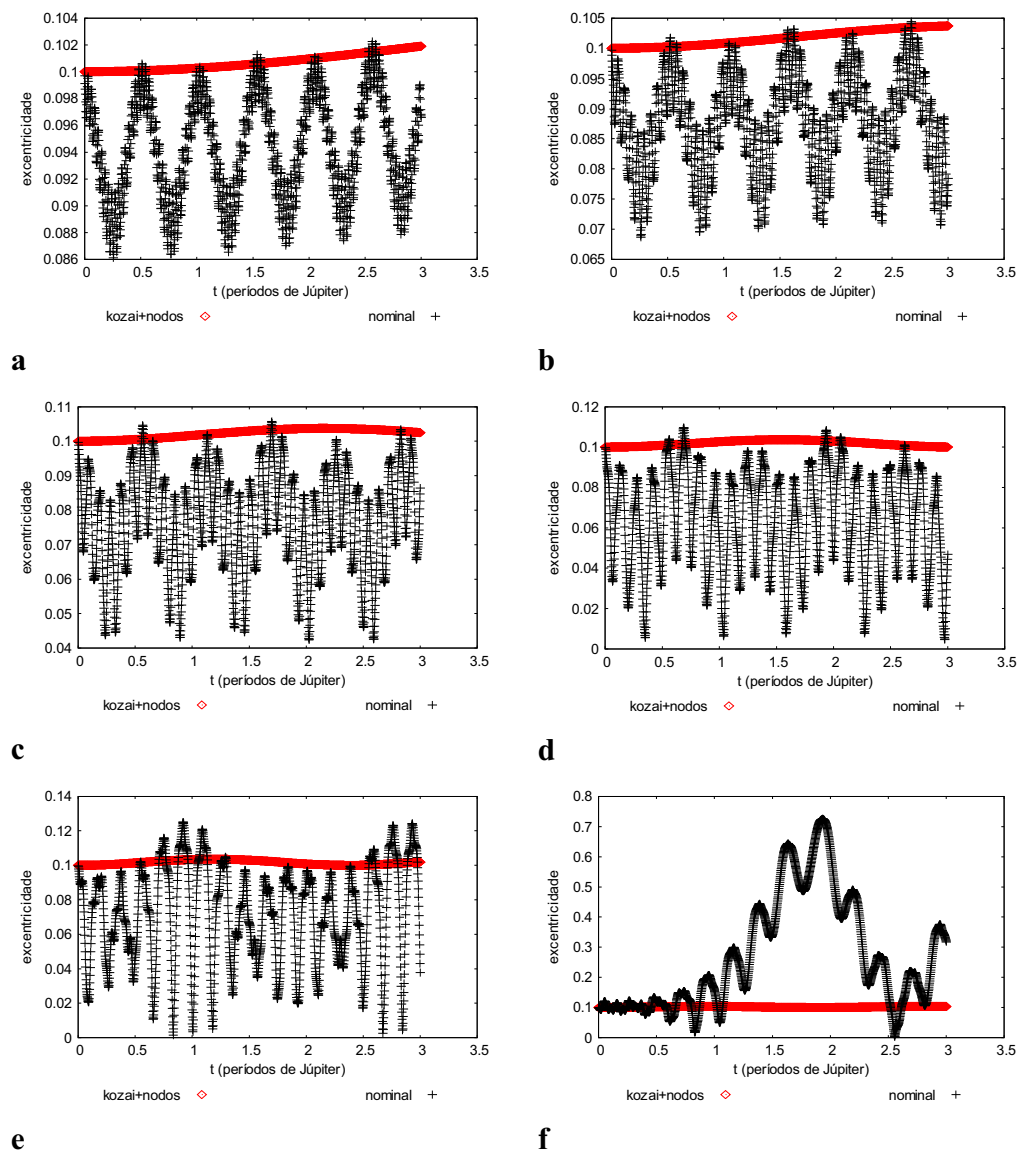 0.104
0.102
0.1
0.098
0.096
0.094
0.092
0.09
0.088
0.086
0 0.5 1 1.5 2 2.5 3 3.5
excentricidade
t (períodos de Júpiter)
kozai+nodos nominal
a
0.105
0.1
0.095
0.09
0.085
0.08
0.075
0.07
0.065
0 0.5 1 1.5 2 2.5 3 3.5
excentricidade
t (períodos de Júpiter)
kozai+nodos nominal
b
0.11
0.1
0.09
0.08
0.07
0.06
0.05
0.04
0 0.5 1 1.5 2 2.5 3 3.5
excentricidade
t (períodos de Júpiter)
kozai+nodos nominal
c
0.12
0.1
0.08
0.06
0.04
0.02
0
0 0.5 1 1.5 2 2.5 3 3.5
excentricidade
t (períodos de Júpiter)
kozai+nodos nominal
d
0.14
0.12
0.1
0.08
0.06
0.04
0.02
0
0 0.5 1 1.5 2 2.5 3 3.5
excentricidade
t (períodos de Júpiter)
kozai+nodos nominal
e
0.8
0.7
0.6
0.5
0.4
0.3
0.2
0.1
0
0 0.5 1 1.5 2 2.5 3 3.5
excentricidade
t (períodos de Júpiter)
kozai+nodos nominal
f